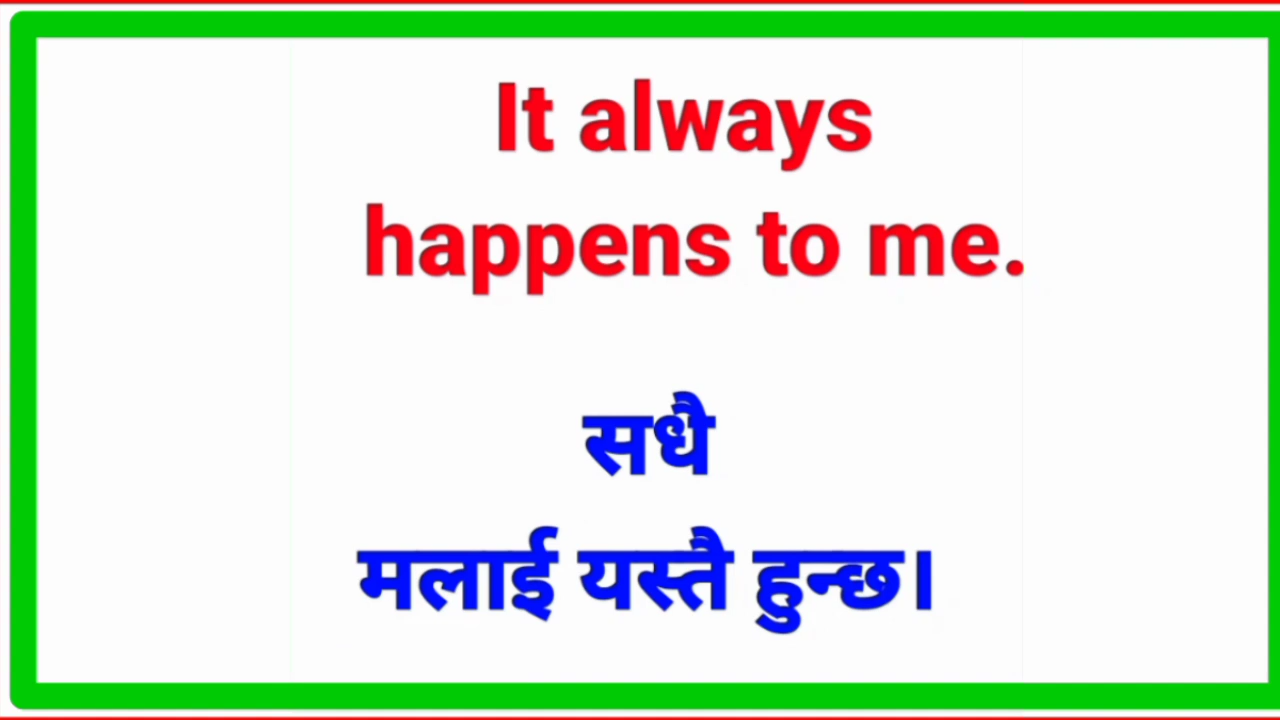 It always
happens to me.
सधै
मलाई यस्तै हुन्छ।